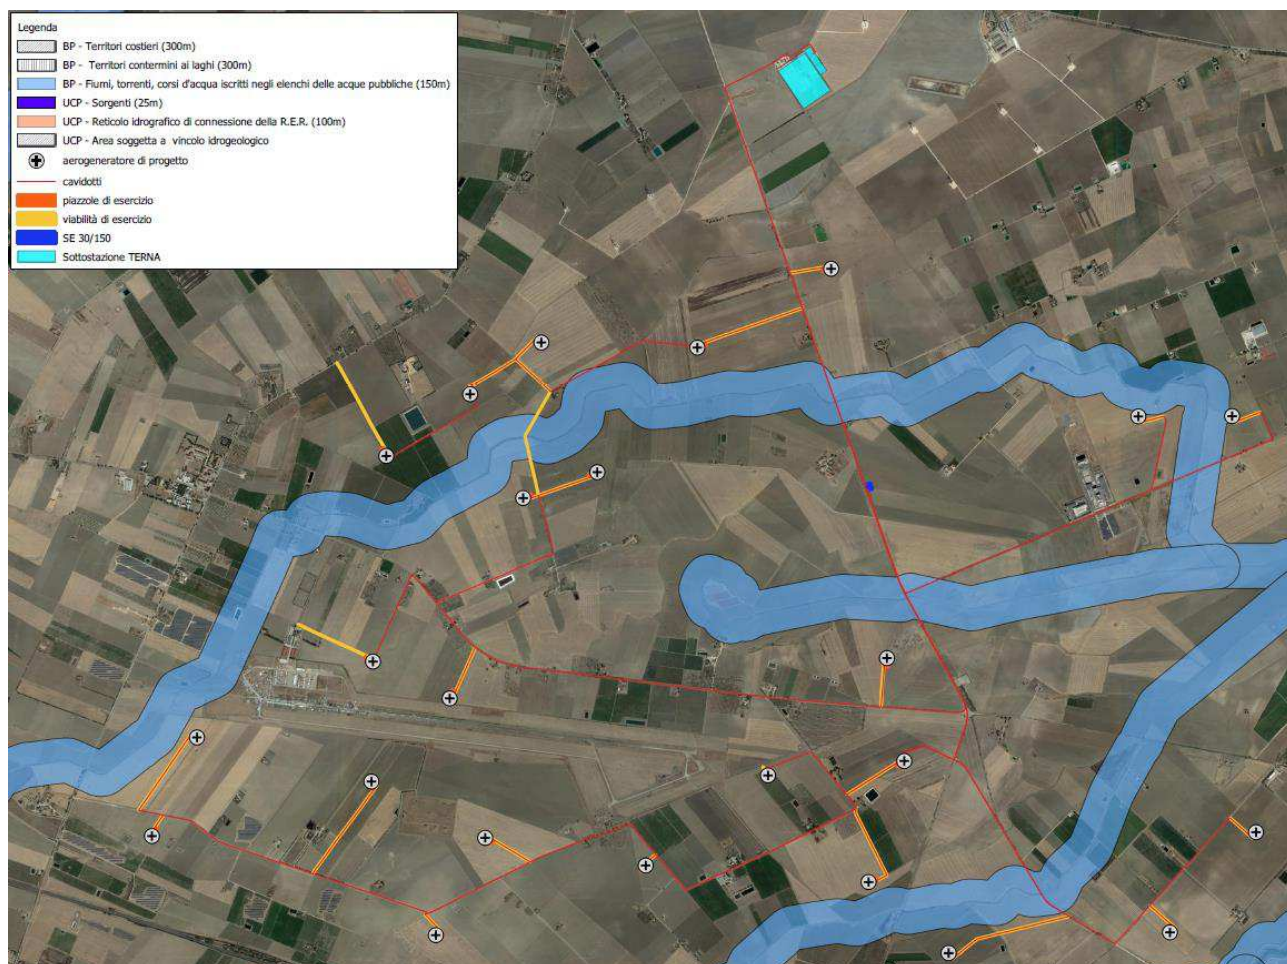 Legenda
BP - Territori costieri (300m)
BP - Territori contermini ai laghi (300m)
BP - Fiumi, torrenti, corsi d'acqua iscritti negli elenchi delle acque pubbliche (150m)
UCP - Sorgenti (25m)
UCP - Reticolo idrografico di connessione della R.E.R. (100m)
UCP - Area soggetta a vincolo idrogeologico
aerogeneratore di progetto
cavidotti
piazzole di esercizio
viabilità di esercizio
SE 30/150
Sottostazione TERNA